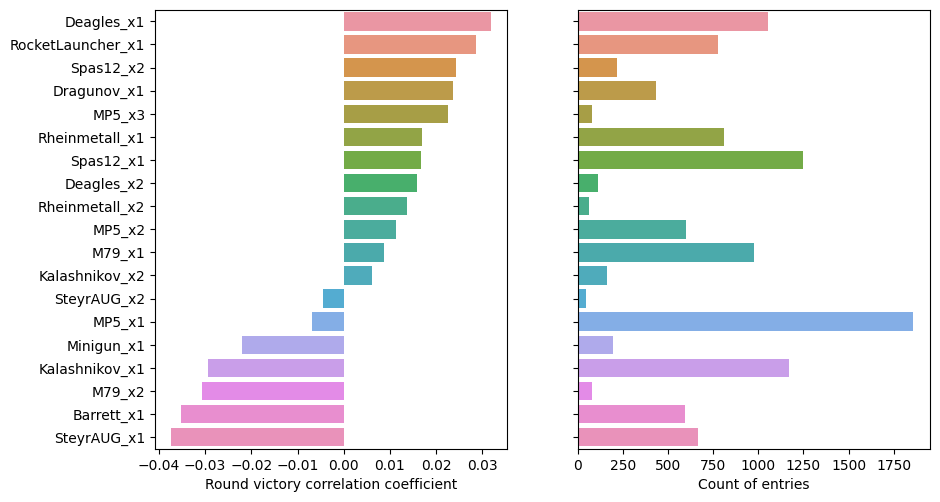 Deagles_x1
RocketLauncher_x1
Spas12_x2
Dragunov_x1
MP5_x3
Rheinmetall_x1
Spas12_x1
Deagles_x2
Rheinmetall_x2
MP5_x2
M79_x1
Kalashnikov_x2
SteyrAUG_x2
MP5_x1
Minigun_x1
Kalashnikov_x1
M79_x2
Barrett_x1
SteyrAUG_x1
−0.04 −0.03 −0.02 −0.01 0.00 0.01 0.02 0.03
Round victory correlation coefficient
0 250 500 750 1000 1250 1500 1750
Count of entries